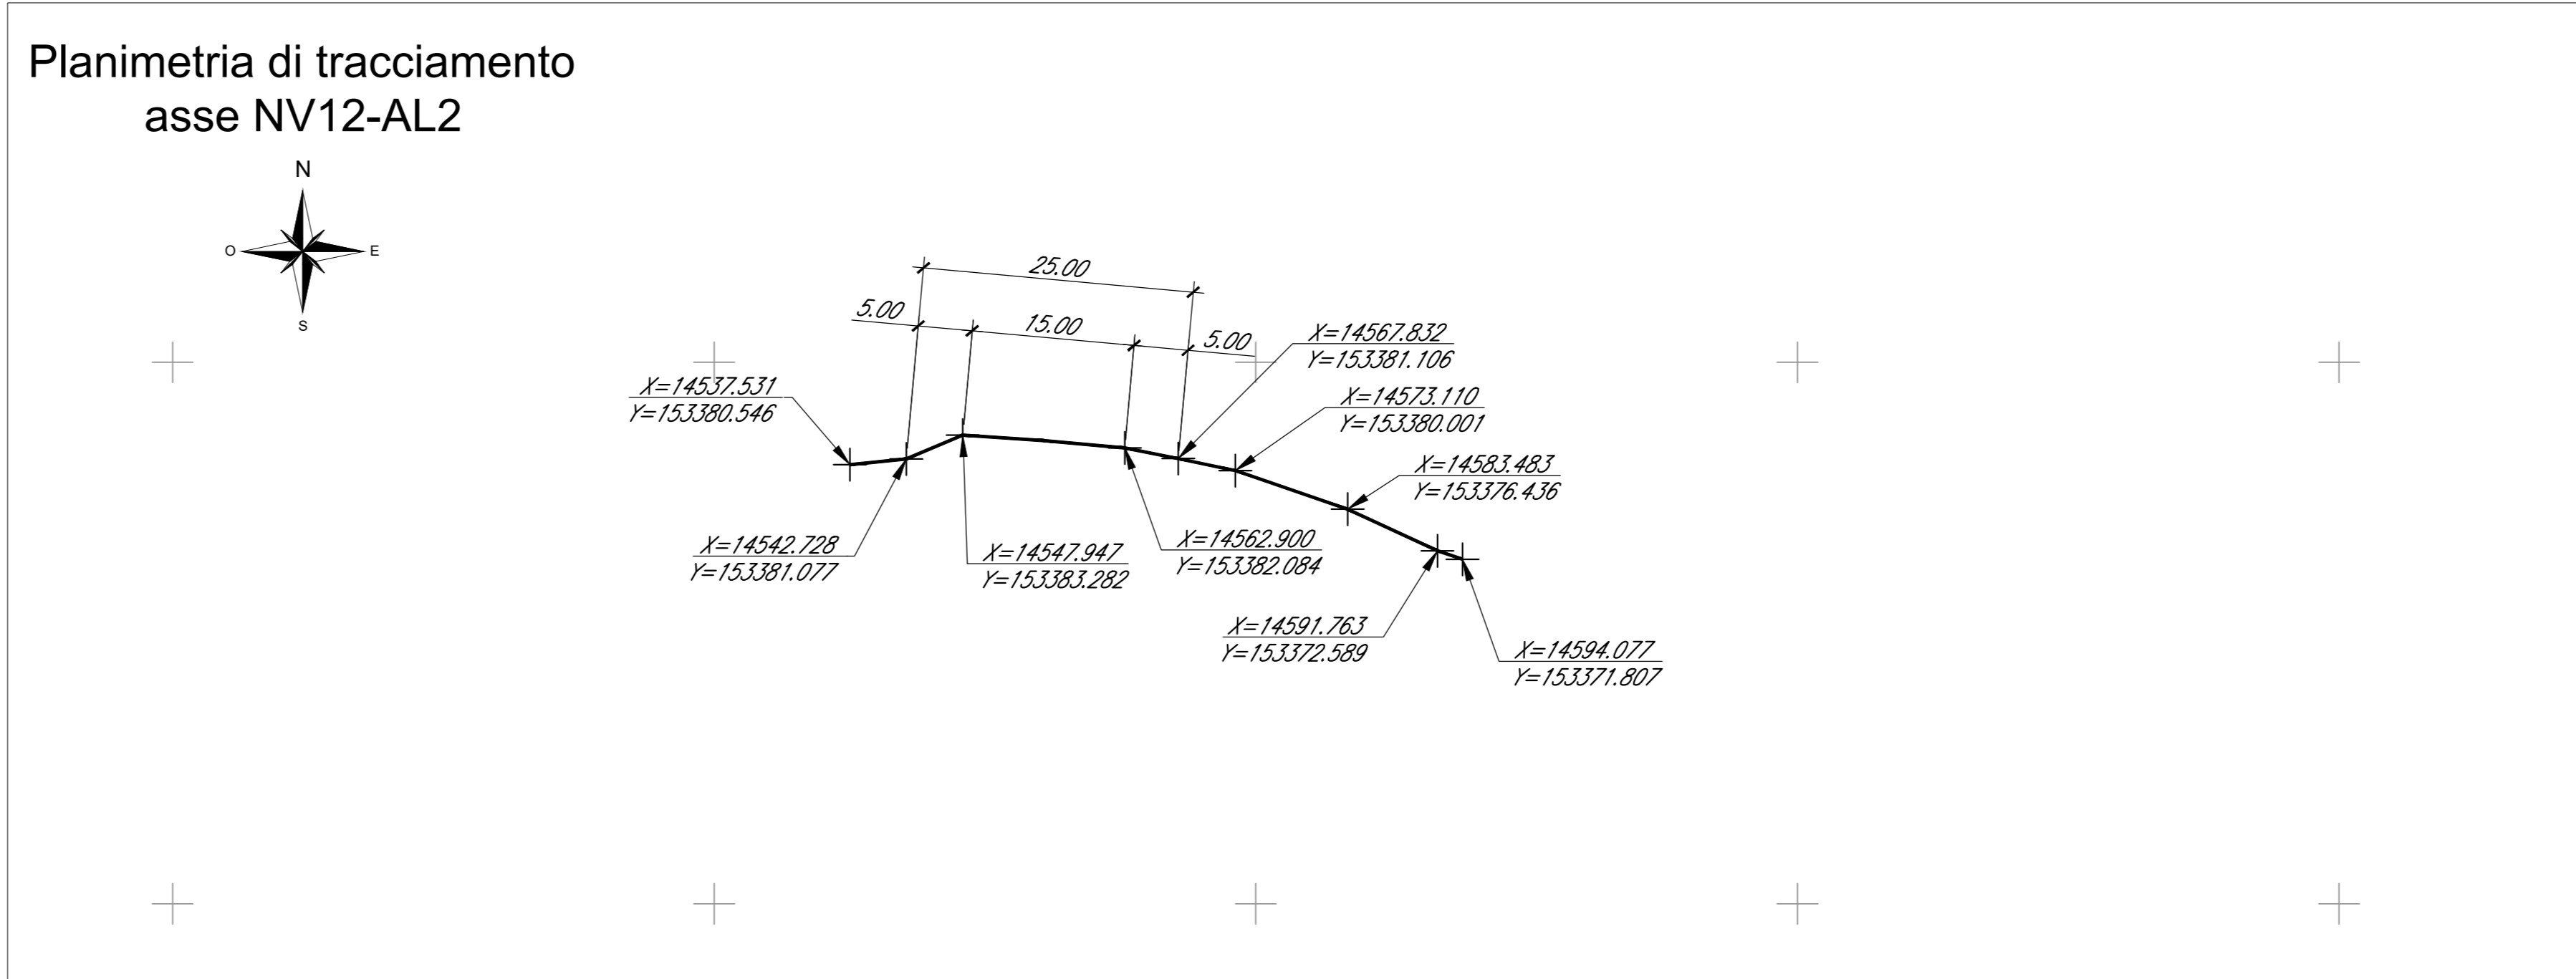 Planimetria di tracciamento
asse NV12-AL2
N
O
E
S
25.00
5.00
15.00
5.00
X=14567.832
Y=153381.106
X=14537.531
Y=153380.546
X=14573.110
Y=153380.001
X=14583.483
Y=153376.436
X=14542.728
Y=153381.077
X=14547.947
Y=153383.282
X=14562.900
Y=153382.084
X=14591.763
Y=153372.589
X=14594.077
Y=153371.807